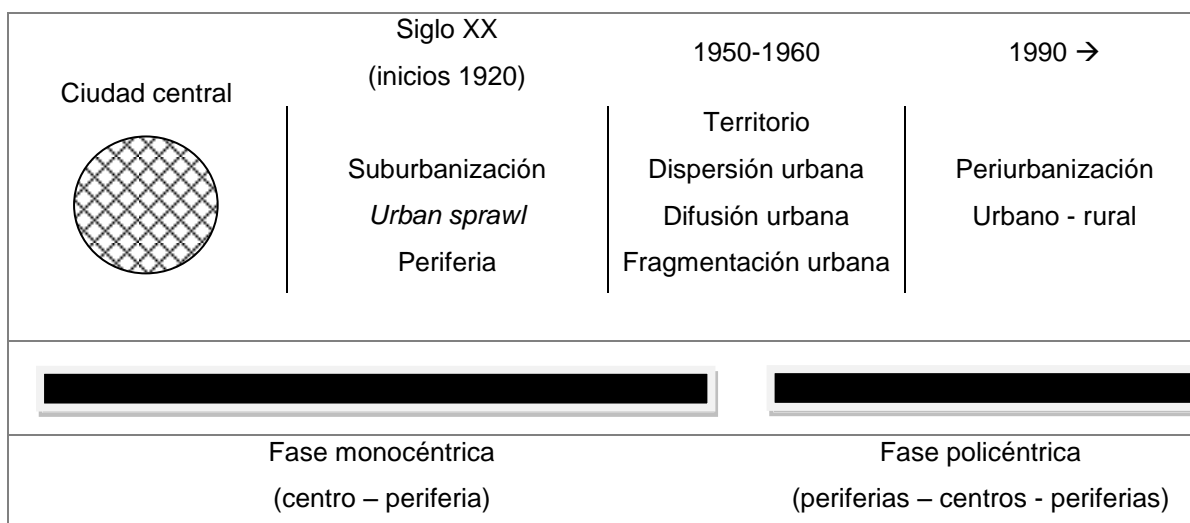 Ciudad central
Siglo XX
(inicios 1920)
Suburbanización
Urban sprawl
Periferia
1950-1960
Territorio
Dispersión urbana
Difusión urbana
Fragmentación urbana
1990 →
Periurbanización
Urbano - rural
Fase monocéntrica
(centro – periferia)
Fase policéntrica
(periferias – centros - periferias)